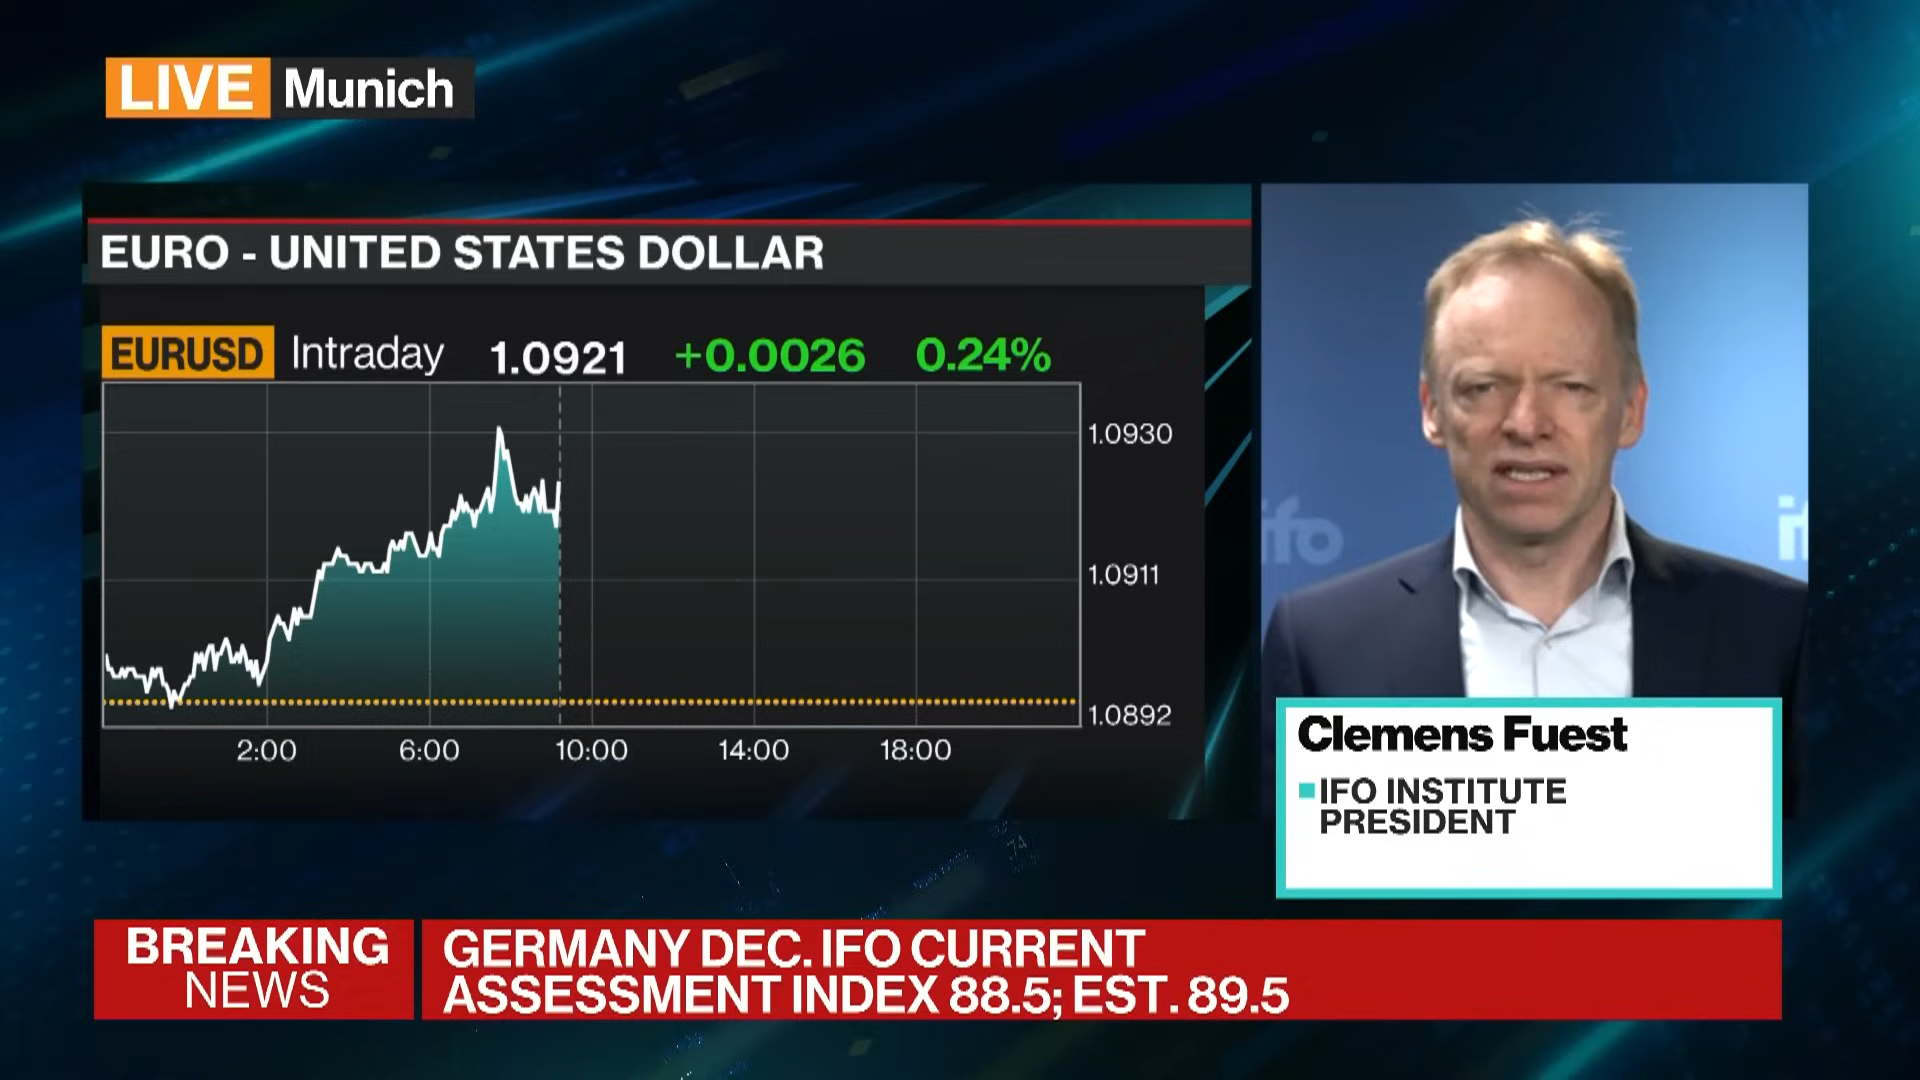 LIVE Munich
EURO - UNITED STATES DOLLAR
EURUSD Intraday 1.0921 +0.0026 0.24%
1.0930
1.0911
1.0892
2:00 6:00 10:00 14:00 18:00
ifo
Clemens Fuest
IFO INSTITUTE
PRESIDENT
BREAKING
NEWS
GERMANY DEC. IFO CURRENT
ASSESSMENT INDEX 88.5; EST. 89.5